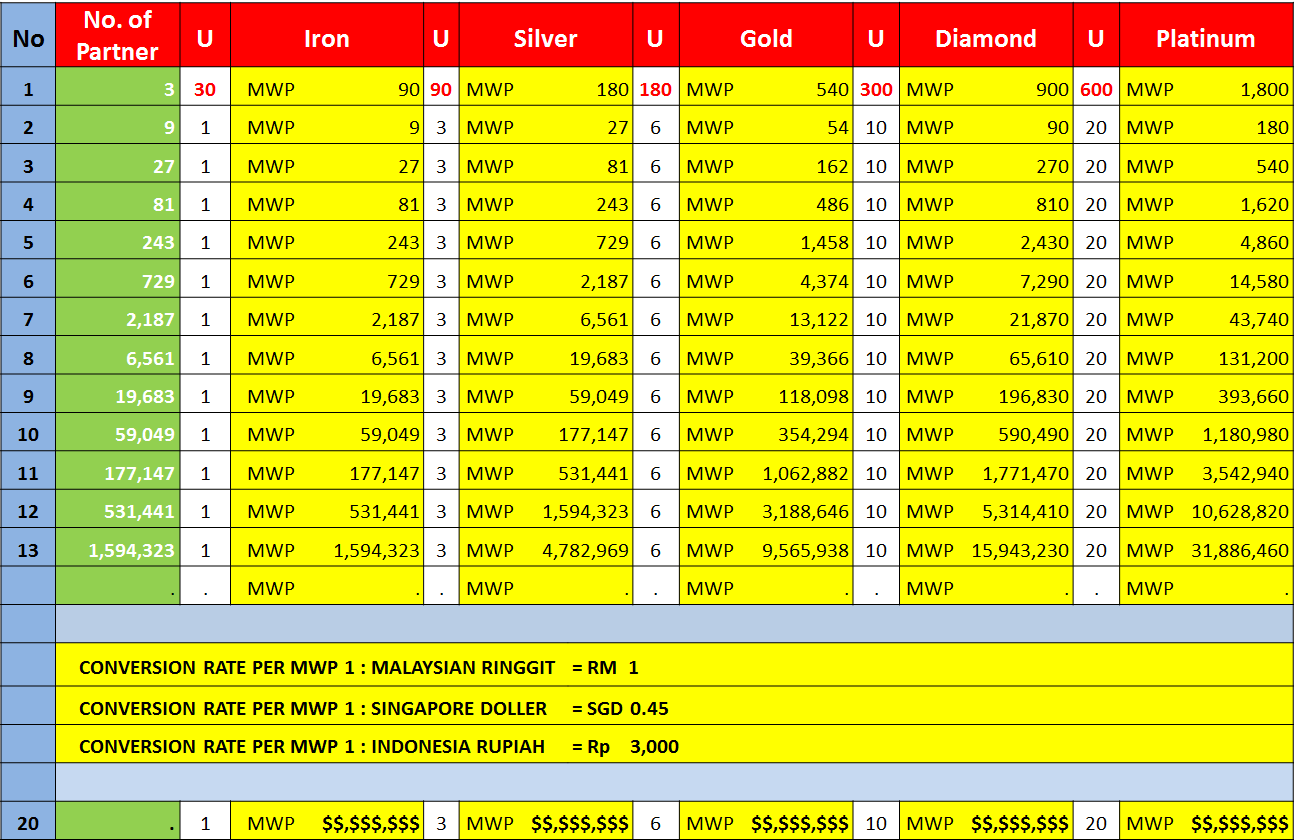 No No. of Partner U Iron U Silver U Gold U Diamond U Platinum
1 3 30 MWP 90 90 MWP 180 180 MWP 540 300 MWP 900 600 MWP 1,800
2 9 1 MWP 9 3 MWP 27 6 MWP 54 10 MWP 90 20 MWP 180
3 27 1 MWP 27 3 MWP 81 6 MWP 162 10 MWP 270 20 MWP 540
4 81 1 MWP 81 3 MWP 243 6 MWP 486 10 MWP 810 20 MWP 1,620
5 243 1 MWP 243 3 MWP 729 6 MWP 1,458 10 MWP 2,430 20 MWP 4,860
6 729 1 MWP 729 3 MWP 2,187 6 MWP 4,374 10 MWP 7,290 20 MWP 14,580
7 2,187 1 MWP 2,187 3 MWP 6,561 6 MWP 13,122 10 MWP 21,870 20 MWP 43,740
8 6,561 1 MWP 6,561 3 MWP 19,683 6 MWP 39,366 10 MWP 65,610 20 MWP 131,200
9 19,683 1 MWP 19,683 3 MWP 59,049 6 MWP 118,098 10 MWP 196,830 20 MWP 393,660
10 59,049 1 MWP 59,049 3 MWP 177,147 6 MWP 354,294 10 MWP 590,490 20 MWP 1,180,980
11 177,147 1 MWP 177,147 3 MWP 531,441 6 MWP 1,062,882 10 MWP 1,771,470 20 MWP 3,542,940
12 531,441 1 MWP 531,441 3 MWP 1,594,323 6 MWP 3,188,646 10 MWP 5,314,410 20 MWP 10,628,820
13 1,594,323 1 MWP 1,594,323 3 MWP 4,782,969 6 MWP 9,565,938 10 MWP 15,943,230 20 MWP 31,886,460
. . MWP . . MWP . . MWP . . MWP . . MWP .
CONVERSION RATE PER MWP 1 : MALAYSIAN RINGGIT = RM 1
CONVERSION RATE PER MWP 1 : SINGAPORE DOLLER = SGD 0.45
CONVERSION RATE PER MWP 1 : INDONESIA RUPIAH = Rp 3,000
20 . 1 MWP $$,$$$,$$$ 3 MWP $$,$$$,$$$ 6 MWP $$,$$$,$$$ 10 MWP $$,$$$,$$$ 20 MWP $$,$$$,$$$